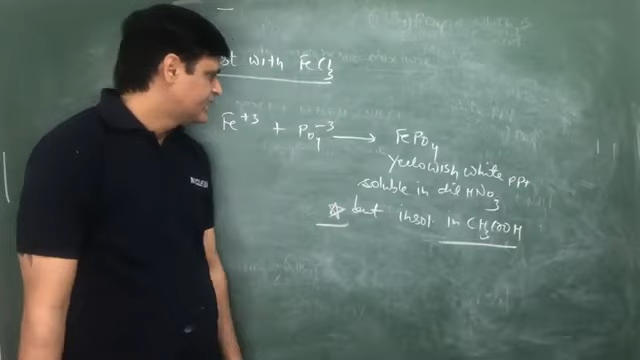 st with FeCl3
Fe+3 + PO4-3 → FePO4
yellowish white ppt
soluble in dil HNO3
☆ but insol. in CH3COOH